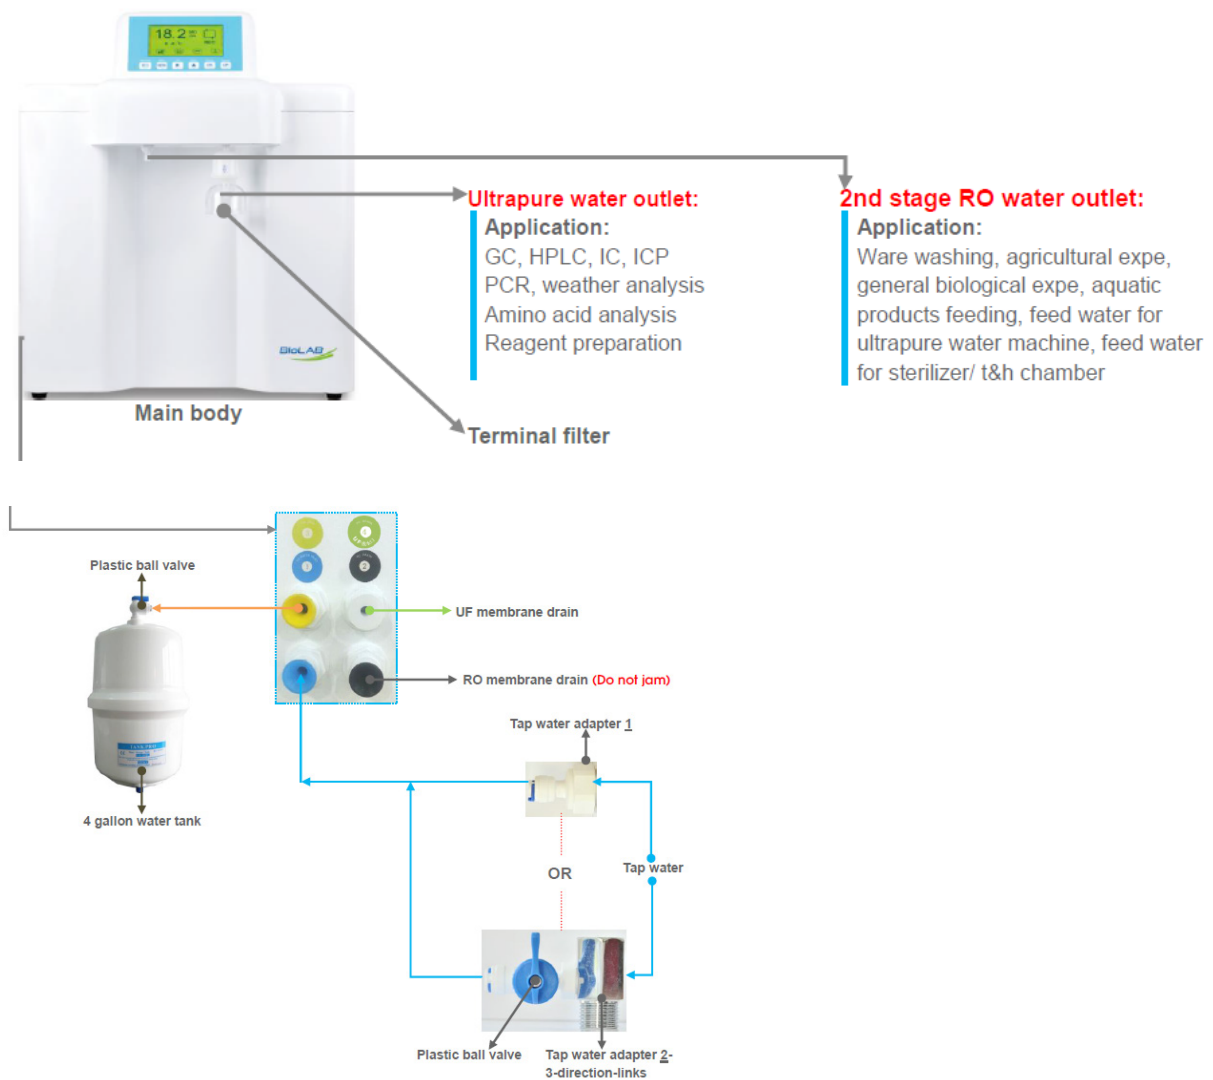 18.2
Ultrapure water outlet:
Application:
GC, HPLC, IC, ICP
PCR, weather analysis
Amino acid analysis
Reagent preparation
2nd stage RO water outlet:
Application:
Ware washing, agricultural expe,
general biological expe, aquatic
products feeding, feed water for
ultrapure water machine, feed water
for sterilizer/ t&h chamber
BIoLAB
Main body
Terminal filter
Plastic ball valve
UF membrane drain
RO membrane drain (Do not jam)
4 gallon water tank
Tap water adapter 1
OR
Tap water
Plastic ball valve
Tap water adapter 2-
3-direction-links